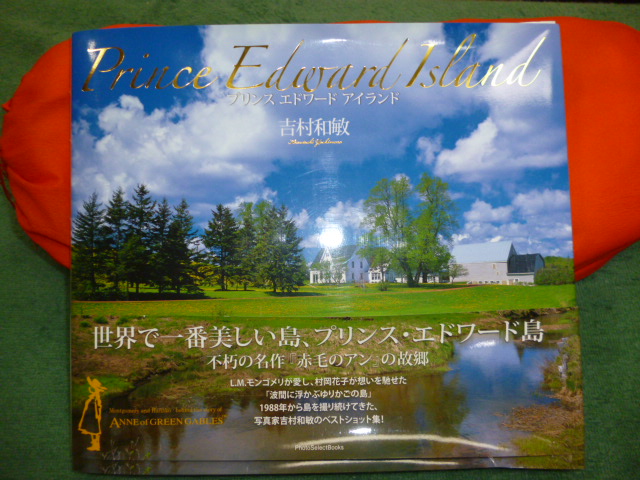 Prince Edward Island
プリンス エドワード アイランド
吉村和敏
世界で一番美しい島、プリンス・エドワード島
不朽の名作『赤毛のアン』の故郷
L.M.モンゴメリが愛し、村岡花子が想いを馳せた
「波間に浮かぶゆりかごの島」
1988年から島を撮り続けてきた、
写真家吉村和敏のベストショット集!
Montgomery and
ANNE of GREEN GABLES
PhotoSelectBooks